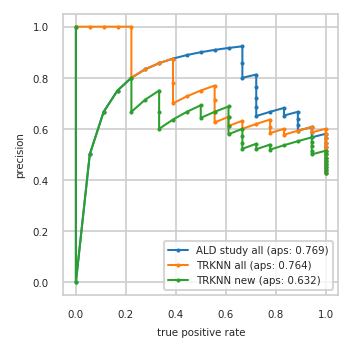 precision
1.0
0.8
0.6
0.4
0.2
0.0
0.0 0.2 0.4 0.6 0.8 1.0
true positive rate
ALD study all (aps: 0.769)
TRKNN all (aps: 0.764)
TRKNN new (aps: 0.632)